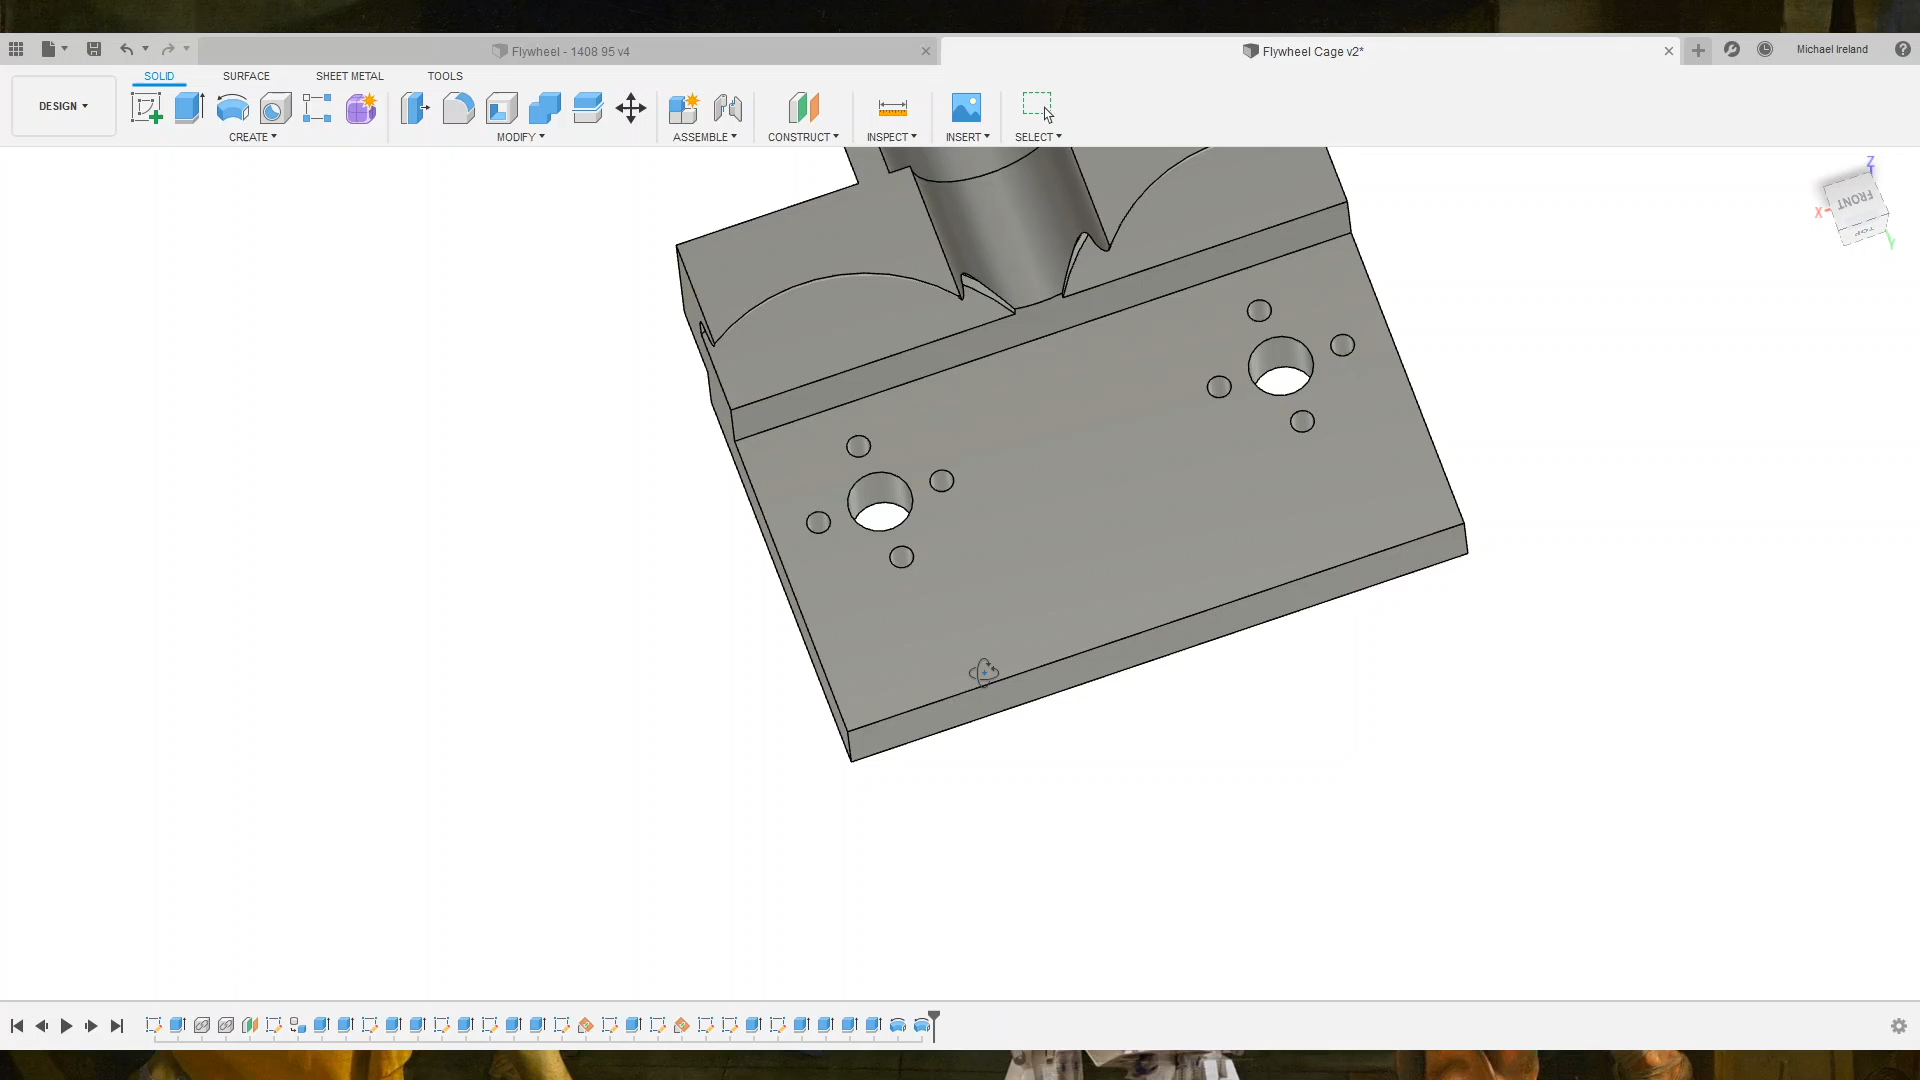 Flywheel - 1408 95 v4
Flywheel Cage v2*
Michael Ireland
DESIGN
SOLID
SURFACE
SHEET METAL
TOOLS
CREATE
MODIFY
ASSEMBLE
CONSTRUCT
INSPECT
INSERT
SELECT
Z
FRONT
X
TOP
Y